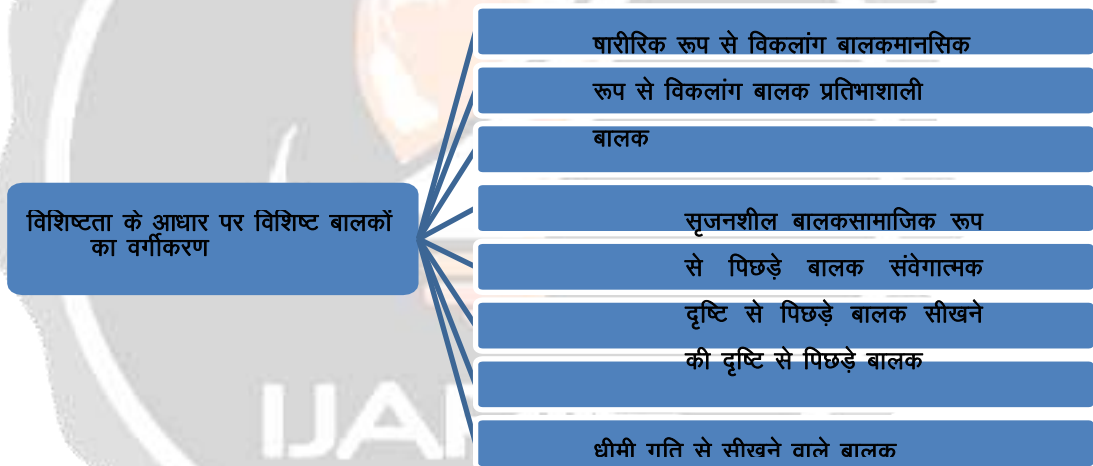 विशिष्टता के आधार पर विशिष्ट बालकों
का वर्गीकरण
षारीरिक रूप से विकलांग बालकमानसिक
रूप से विकलांग बालक प्रतिभाशाली
बालक
सृजनशील बालकसामाजिक रूप
से पिछड़े बालक संवेगात्मक
दृष्टि से पिछड़े बालक सीखने
की दृष्टि से पिछड़े बालक
धीमी गति से सीखने वाले बालक